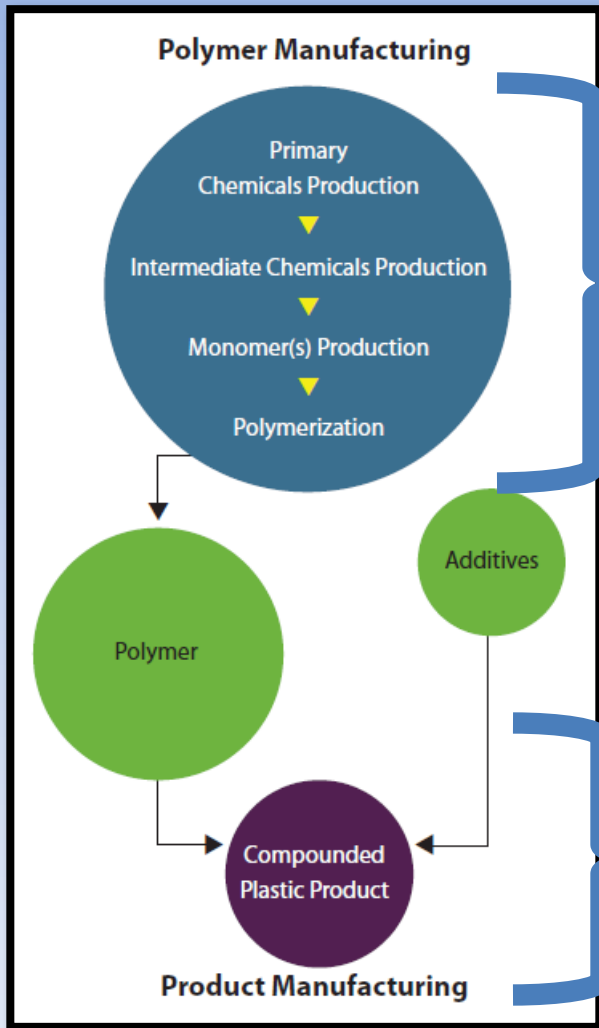 Polymer Manufacturing
Primary
Chemicals Production
Intermediate Chemicals Production
Monomer(s) Production
Polymerization
Additives
Polymer
Compounded
Plastic Product
Product Manufacturing